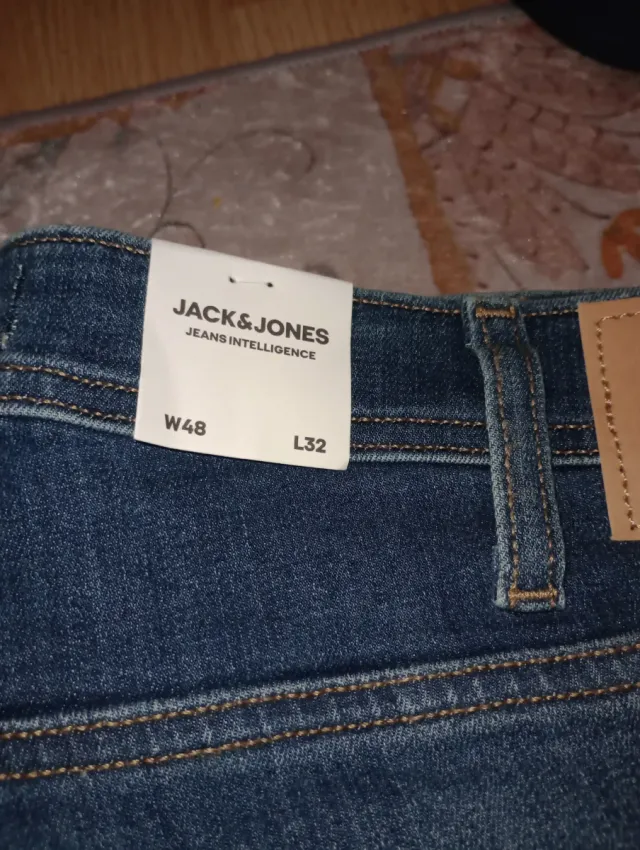 JACK&JONES
JEANS INTELLIGENCE
W48
L32